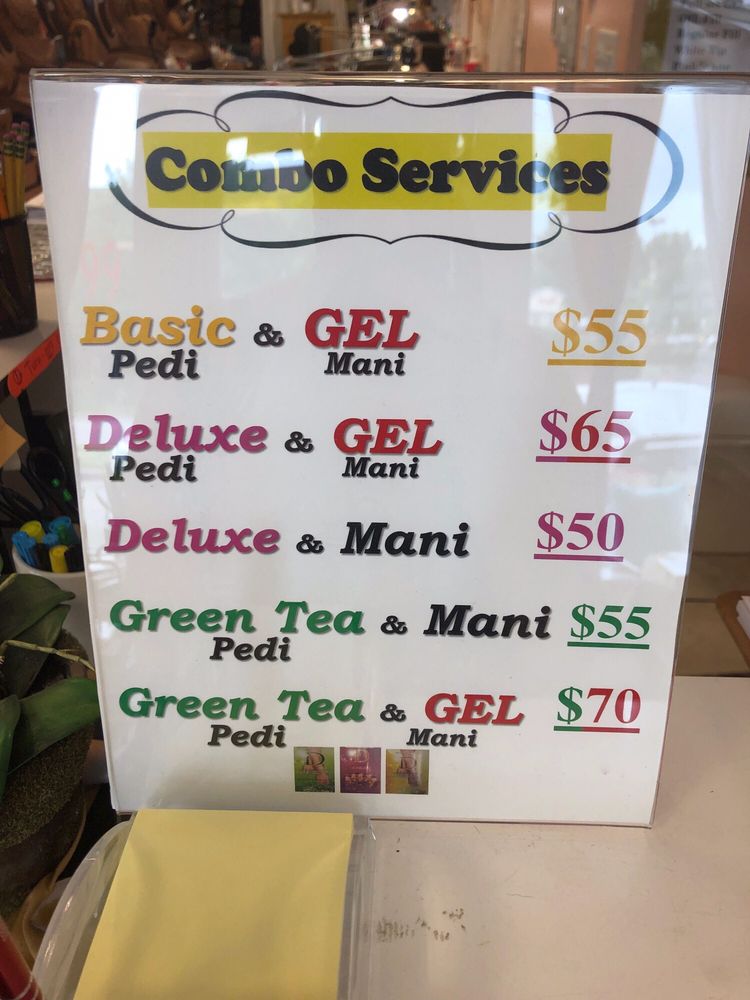 Combo Services
Basic & GEL $55
Pedi Mani
Deluxe & GEL $65
Pedi Mani
Deluxe & Mani $50
Green Tea & Mani $55
Pedi
Green Tea & GEL $70
Pedi Mani